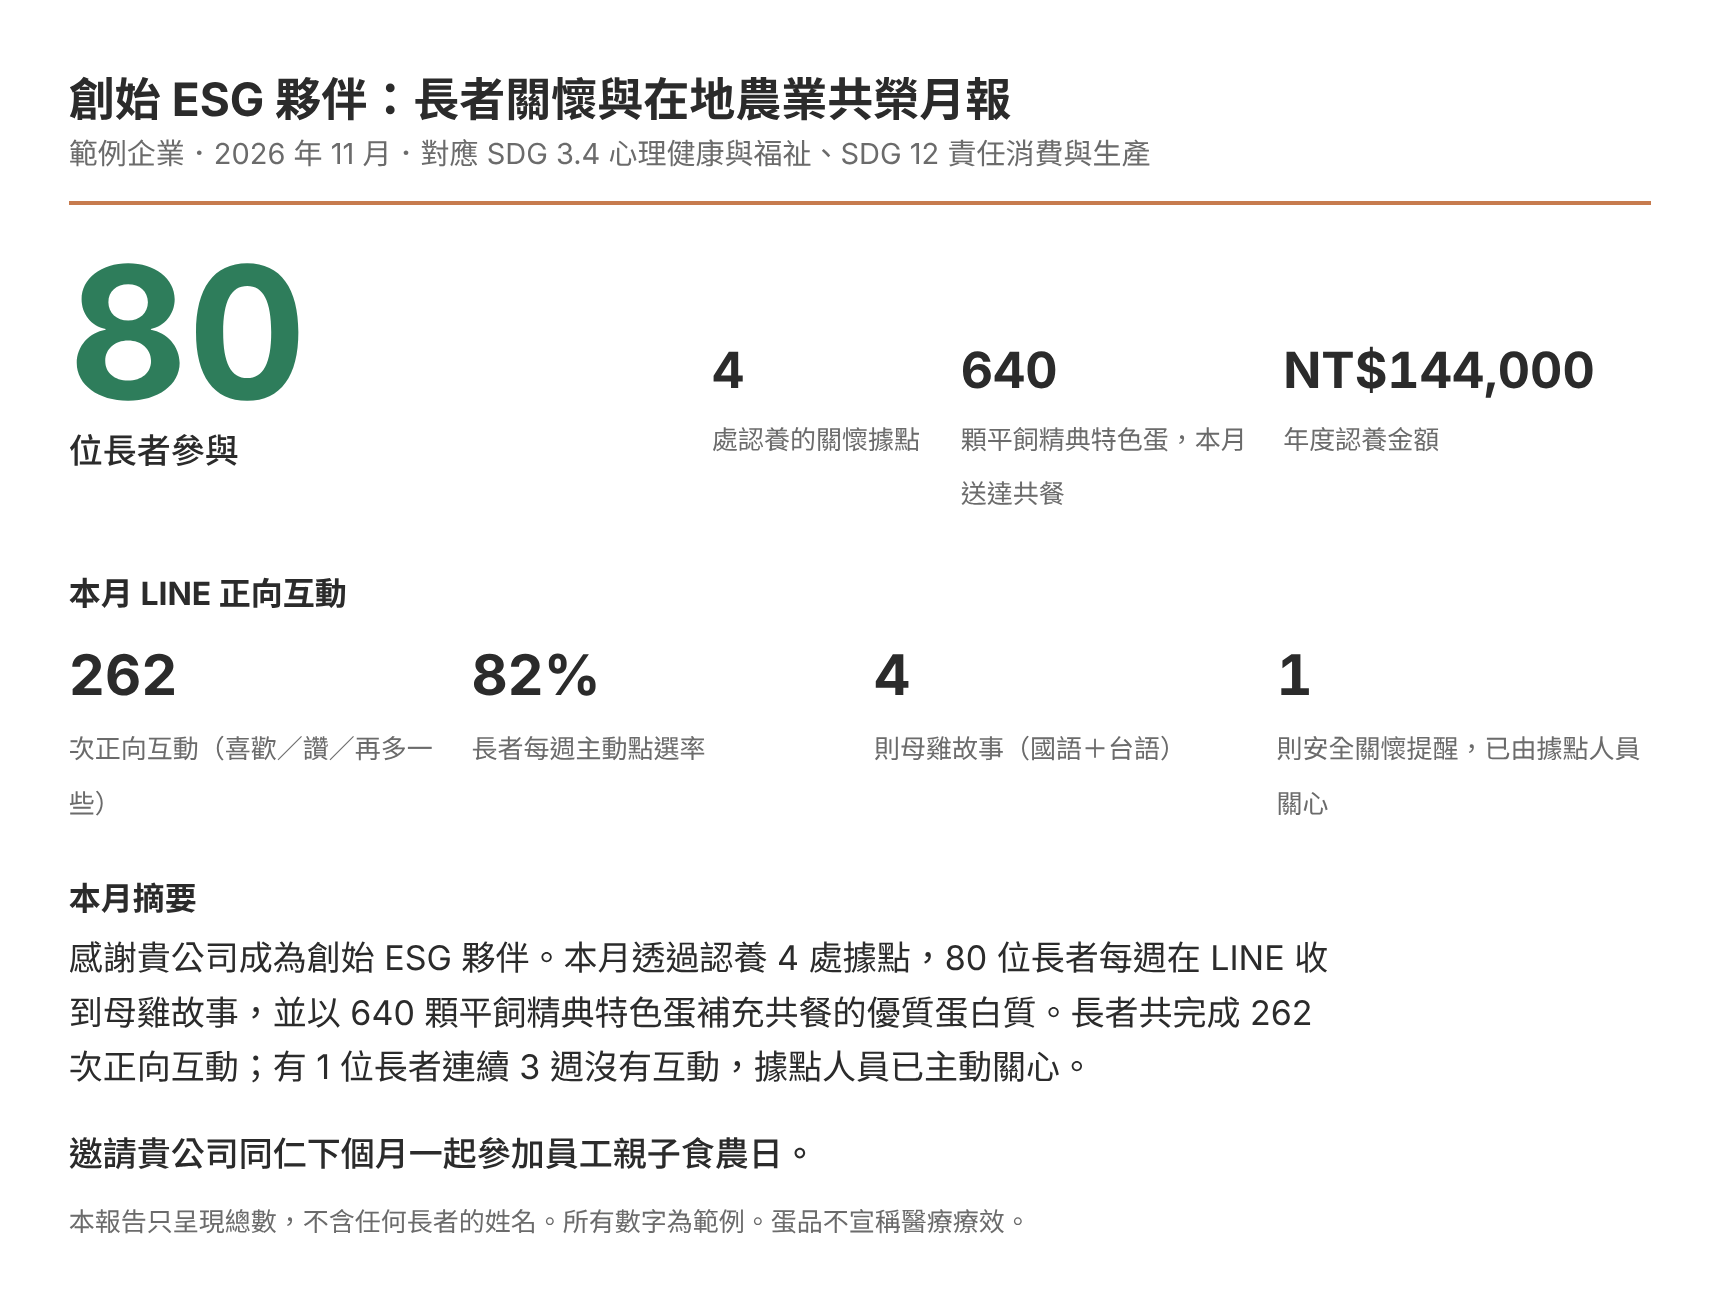 創始 ESG 夥伴：長者關懷與在地農業共榮月報
範例企業・2026 年 11 月・對應 SDG 3.4 心理健康與福祉、SDG 12 責任消費與生產
80
位長者參與
4
處認養的關懷據點
640
顆平飼精典特色蛋，本月
送達共餐
NT$144,000
年度認養金額
本月 LINE 正向互動
262
次正向互動（喜歡／讚／再多一
些）
82%
長者每週主動點選率
4
則母雞故事（國語＋台語）
1
則安全關懷提醒，已由據點人員
關心
本月摘要
感謝貴公司成為創始 ESG 夥伴。本月透過認養 4 處據點，80 位長者每週在 LINE 收
到母雞故事，並以 640 顆平飼精典特色蛋補充共餐的優質蛋白質。長者共完成 262
次正向互動；有 1 位長者連續 3 週沒有互動，據點人員已主動關心。
邀請貴公司同仁下個月一起參加員工親子食農日。
本報告只呈現總數，不含任何長者的姓名。所有數字為範例。蛋品不宣稱醫療療效。